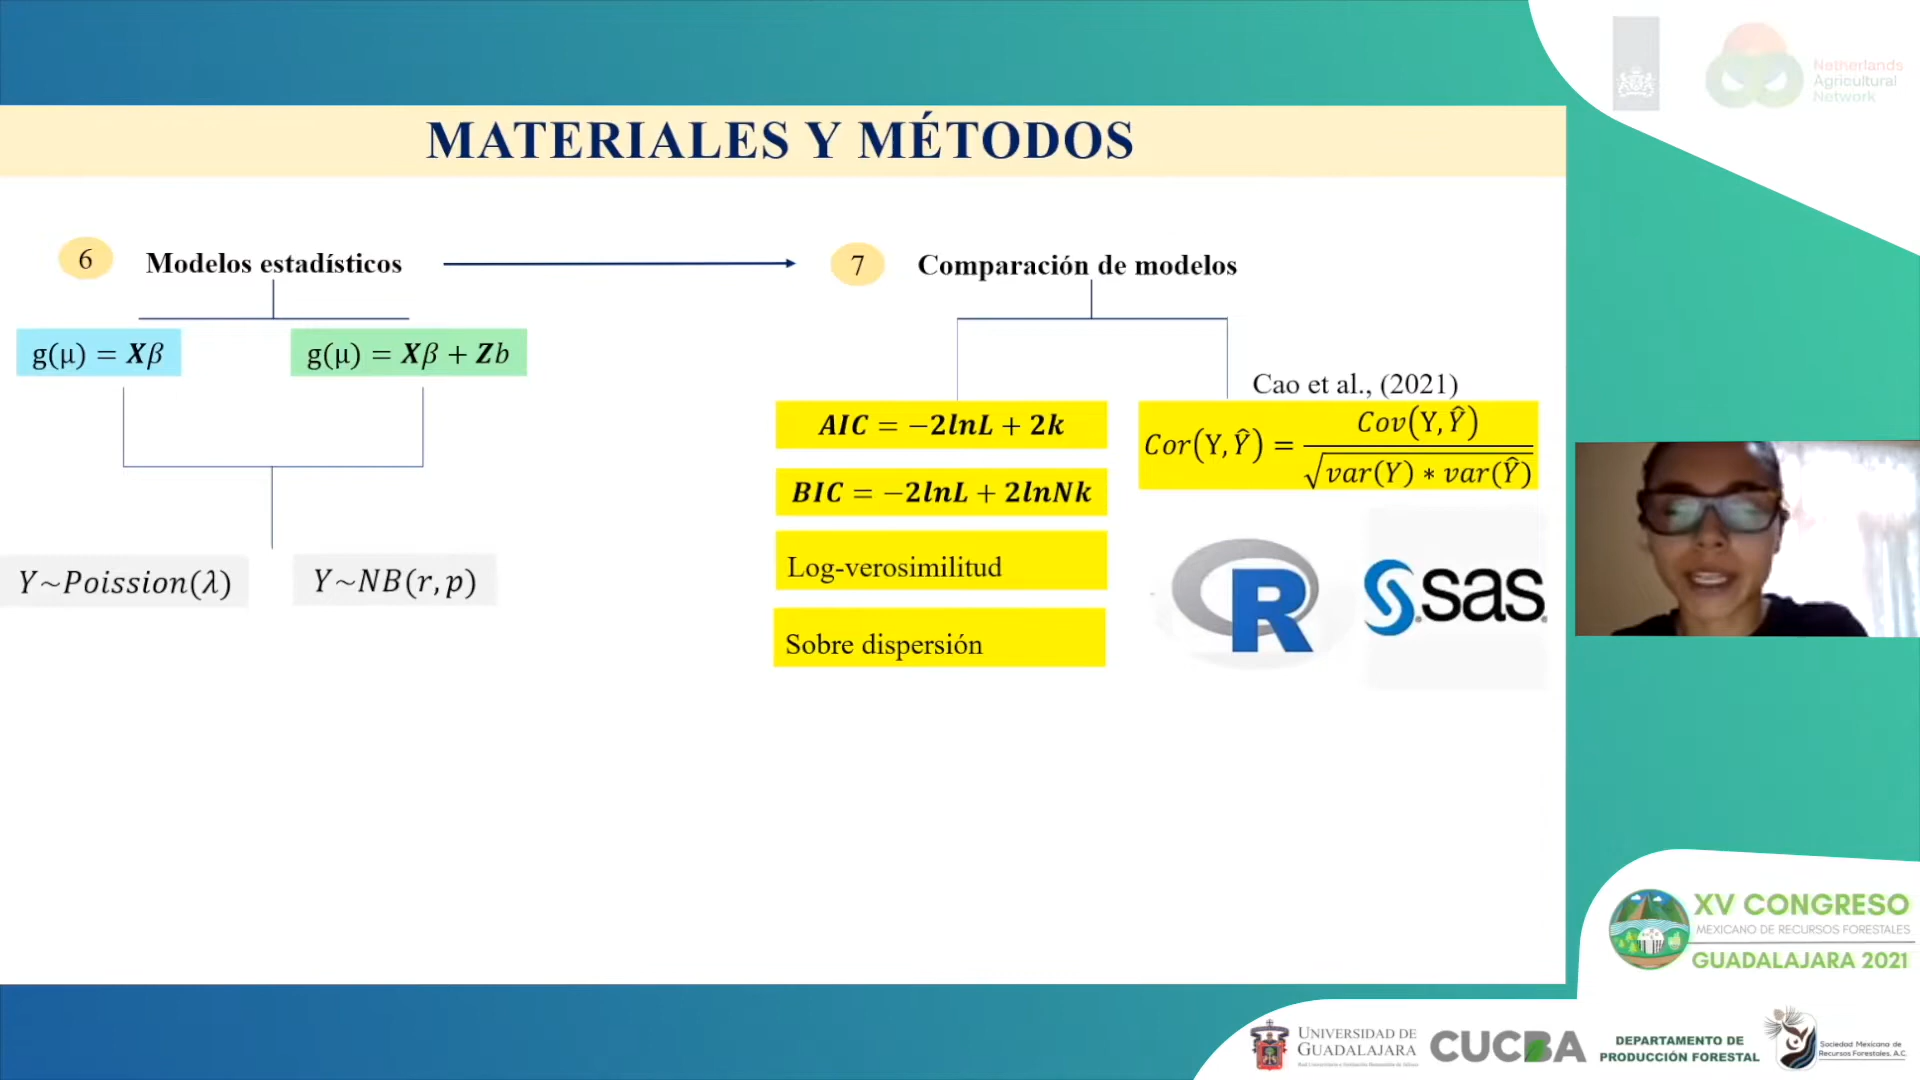 Netherlands
Agricultural
Network
MATERIALES Y MÉTODOS
6 Modelos estadísticos
7 Comparación de modelos
g(μ) = Xβ
g(μ) = Xβ + Zb
Y~Poission(λ)
Y~NB(r, p)
Cao et al., (2021)
AIC = −2lnL + 2k
BIC = −2lnL + 2lnNk
Log-verosimilitud
Sobre dispersión
Cor(Y, Ŷ) = Cov(Y, Ŷ) / √var(Y) ∗ var(Ŷ)
R
sas
XV CONGRESO
MEXICANO DE RECURSOS FORESTALES
GUADALAJARA 2021
UNIVERSIDAD DE
GUADALAJARA
CUCBA
DEPARTAMENTO DE
PRODUCCIÓN FORESTAL
Sociedad Mexicana de
Recursos Forestales, A.C.